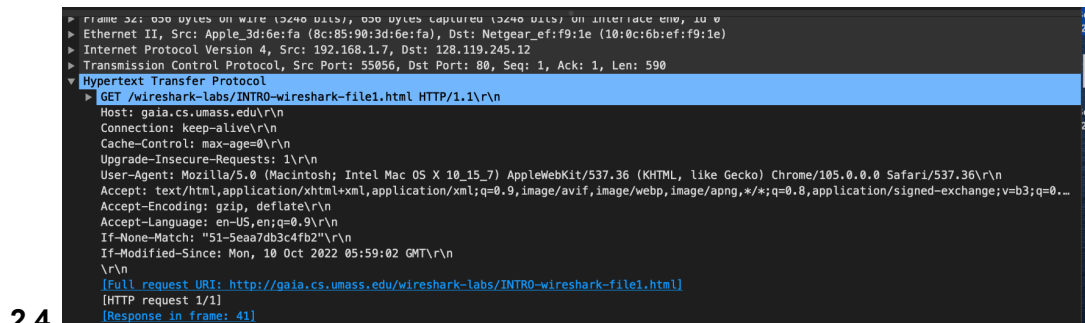 Frame 32: 656 bytes on wire (5248 bits), 656 bytes captured (5248 bits) on interface en0, id 0
Ethernet II, Src: Apple_3d:6e:fa (8c:85:90:3d:6e:fa), Dst: Netgear_ef:f9:1e (10:0c:6b:ef:f9:1e)
Internet Protocol Version 4, Src: 192.168.1.7, Dst: 128.119.245.12
Transmission Control Protocol, Src Port: 55056, Dst Port: 80, Seq: 1, Ack: 1, Len: 590
Hypertext Transfer Protocol
GET /wireshark-labs/INTRO-wireshark-file1.html HTTP/1.1\r\n
Host: gaia.cs.umass.edu\r\n
Connection: keep-alive\r\n
Cache-Control: max-age=0\r\n
Upgrade-Insecure-Requests: 1\r\n
User-Agent: Mozilla/5.0 (Macintosh; Intel Mac OS X 10_15_7) AppleWebKit/537.36 (KHTML, like Gecko) Chrome/105.0.0.0 Safari/537.36\r\n
Accept: text/html,application/xhtml+xml,application/xml;q=0.9,image/avif,image/webp,image/apng,*/*;q=0.8,application/signed-exchange;v=b3;q=0.…
Accept-Encoding: gzip, deflate\r\n
Accept-Language: en-US,en;q=0.9\r\n
If-None-Match: "51-5eaa7db3c4fb2"\r\n
If-Modified-Since: Mon, 10 Oct 2022 05:59:02 GMT\r\n
\r\n
[Full request URI: http://gaia.cs.umass.edu/wireshark-labs/INTRO-wireshark-file1.html]
[HTTP request 1/1]
[Response in frame: 41]
2.4